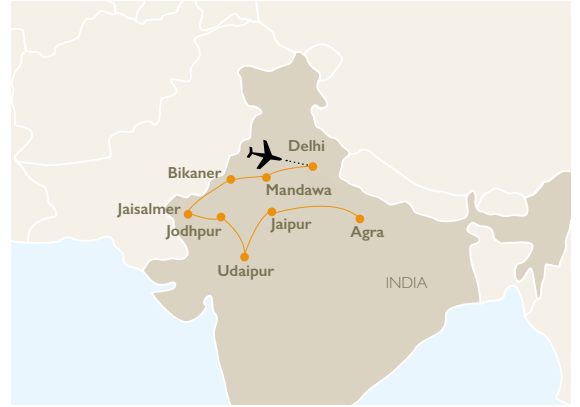 Delhi
Bikaner
Mandawa
Jaisalmer
Jodhpur
Jaipur
Agra
Udaipur
INDIA